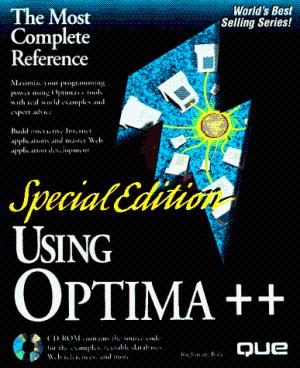 The Most
Complete
Reference
World's Best
Selling Series!
Maximize your programming
power using Optima++ tools
with real world examples and
expert advice
Build interactive Internet
applications and master Web
application development
Special Edition
USING
OPTIMA ++
CD-ROM contains the source code
for the examples, reusable databases,
Web references, and more
QUE